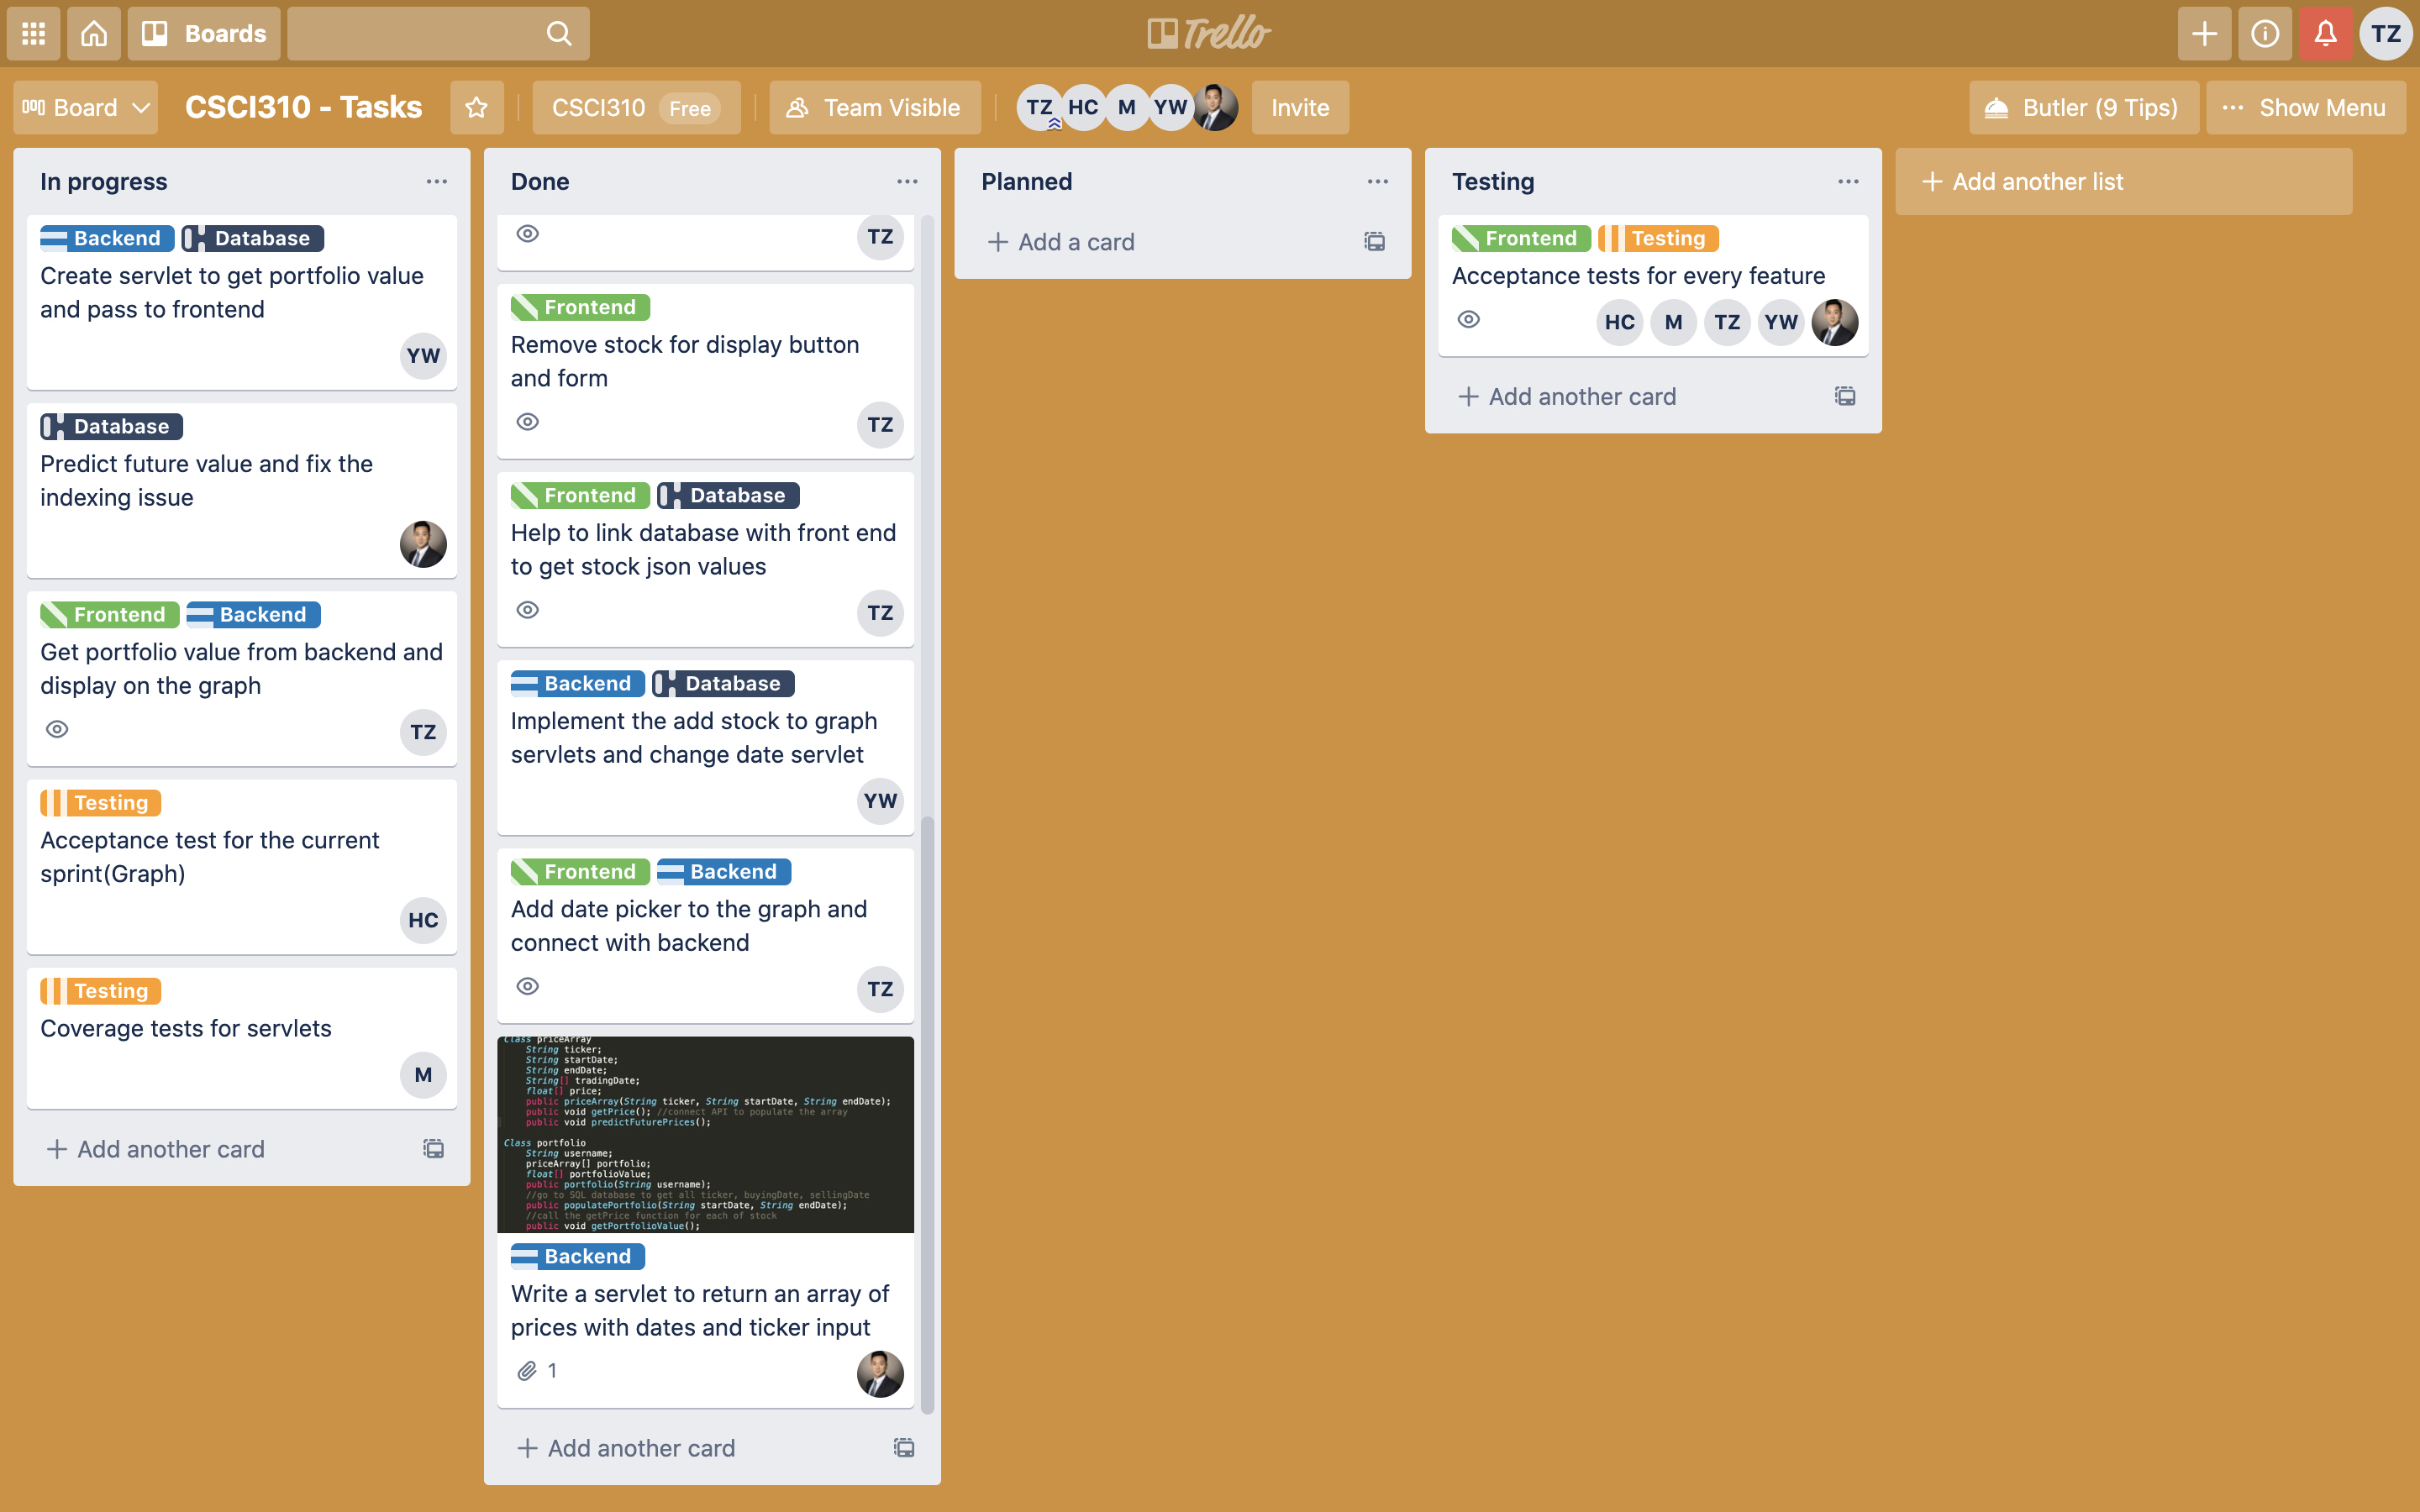 Boards
Trello
TZ
Board
CSCI310 - Tasks
CSCI310 Free
Team Visible
TZ HC M YW
Invite
Butler (9 Tips)
Show Menu
In progress
Backend Database
Create servlet to get portfolio value
and pass to frontend
YW
Database
Predict future value and fix the
indexing issue
Frontend Backend
Get portfolio value from backend and
display on the graph
TZ
Testing
Acceptance test for the current
sprint(Graph)
HC
Testing
Coverage tests for servlets
M
Add another card
Done
TZ
Frontend
Remove stock for display button
and form
TZ
Frontend Database
Help to link database with front end
to get stock json values
TZ
Backend Database
Implement the add stock to graph
servlets and change date servlet
YW
Frontend Backend
Add date picker to the graph and
connect with backend
TZ
Class priceArray
String ticker;
String startDate;
String endDate;
String[] tradingDate;
float[] price;
public priceArray(String ticker, String startDate, String endDate);
public void getPrice(); //connect API to populate the array
public void predictFuturePrices();
Class portfolio
String username;
priceArray[] portfolio;
float[] portfolioValue;
public portfolio(String username);
//go to SQL database to get all ticker, buyingDate, sellingDate
public populatePortfolio(String startDate, String endDate);
//call the getPrice function for each of stock
public void getPortfolioValue();
Backend
Write a servlet to return an array of
prices with dates and ticker input
1
Add another card
Planned
Add a card
Testing
Frontend Testing
Acceptance tests for every feature
HC M TZ YW
Add another card
Add another list